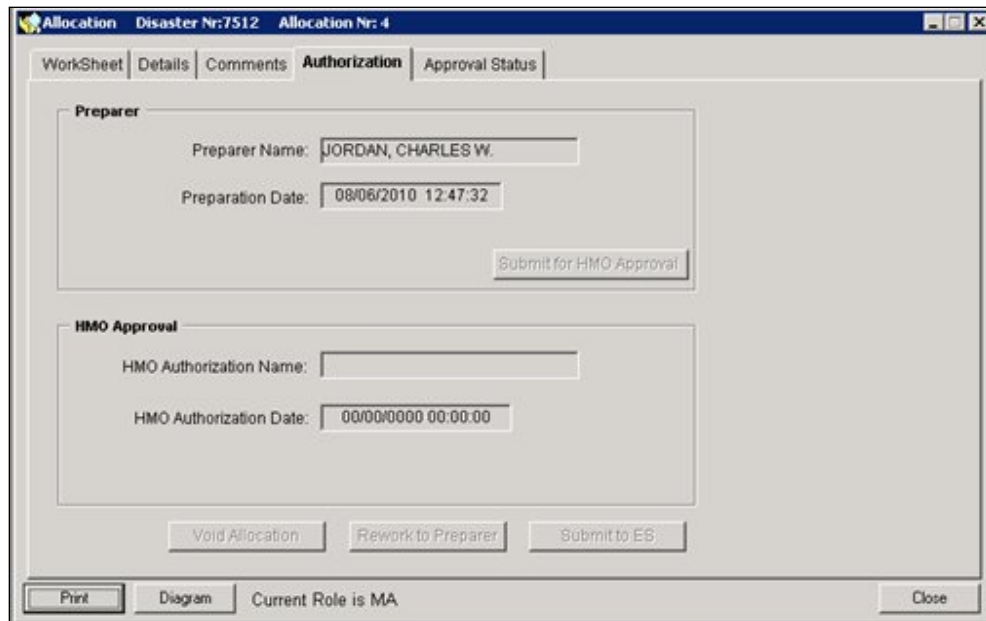 Allocation Disaster Nr:7512 Allocation Nr: 4
WorkSheet Details Comments Authorization Approval Status
Preparer
Preparer Name: JORDAN, CHARLES W.
Preparation Date: 08/06/2010 12:47:32
Submit for HMO Approval
HMO Approval
HMO Authorization Name:
HMO Authorization Date: 00/00/0000 00:00:00
Void Allocation Rework to Preparer Submit to ES
Print Diagram Current Role is MA Close